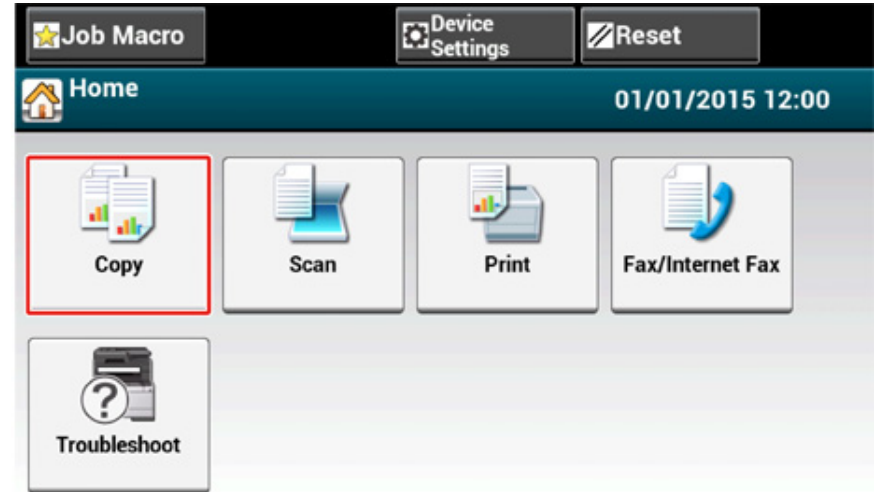 Job Macro
Device
Settings
Reset
Home
01/01/2015 12:00
Copy
Scan
Print
Fax/Internet Fax
Troubleshoot